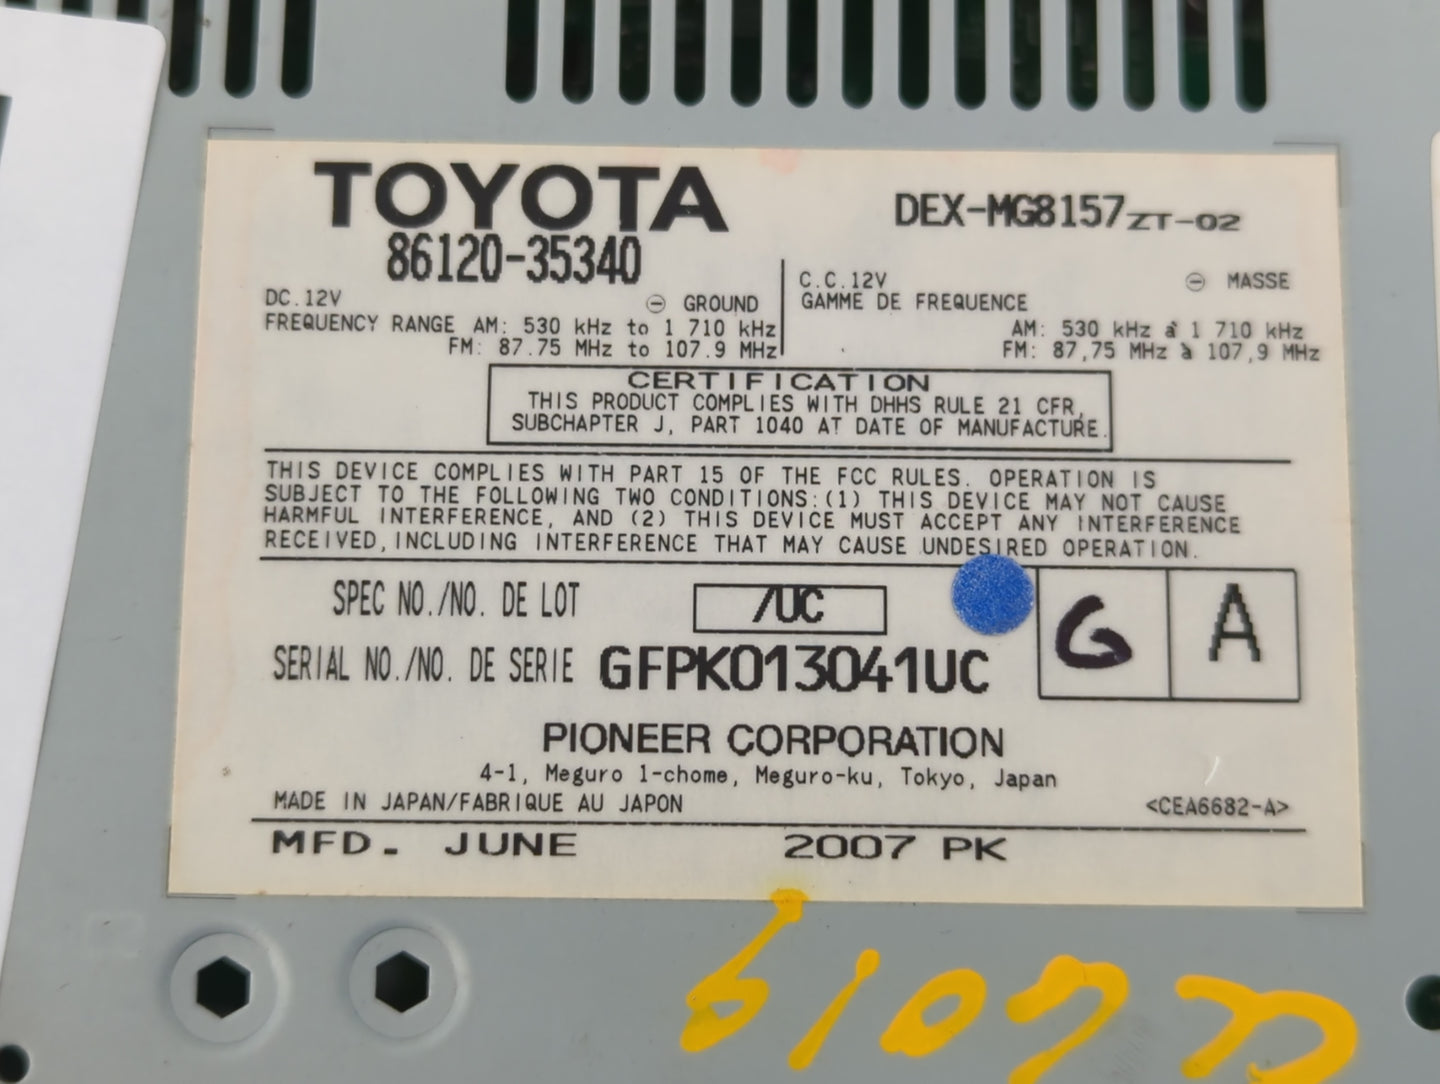 TOYOTA
DEX-MG8157ZT-02
86120-35340
DC.12V ⊖ GROUND
FREQUENCY RANGE AM: 530 kHz to 1 710 kHz
FM: 87.75 MHz to 107.9 MHz
C.C.12V ⊖ MASSE
GAMME DE FREQUENCE
AM: 530 kHz à 1 710 kHz
FM: 87,75 MHz à 107,9 MHz
CERTIFICATION
THIS PRODUCT COMPLIES WITH DHHS RULE 21 CFR,
SUBCHAPTER J, PART 1040 AT DATE OF MANUFACTURE.
THIS DEVICE COMPLIES WITH PART 15 OF THE FCC RULES. OPERATION IS
SUBJECT TO THE FOLLOWING TWO CONDITIONS:(1) THIS DEVICE MAY NOT CAUSE
HARMFUL INTERFERENCE, AND (2) THIS DEVICE MUST ACCEPT ANY INTERFERENCE
RECEIVED,INCLUDING INTERFERENCE THAT MAY CAUSE UNDESIRED OPERATION.
SPEC NO./NO. DE LOT /UC
G A
SERIAL NO./NO. DE SERIE GFPK013041UC
PIONEER CORPORATION
4-1, Meguro 1-chome, Meguro-ku, Tokyo, Japan
MADE IN JAPAN/FABRIQUE AU JAPON <CEA6682-A>
MFD. JUNE 2007 PK